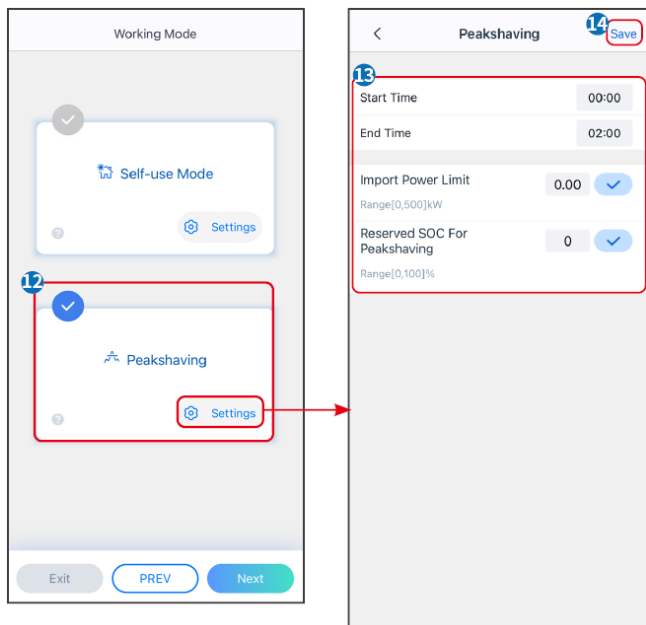 Working Mode
Self-use Mode
?
Settings
12
Peakshaving
?
Settings
Exit
PREV
Next
Peakshaving
14
Save
13
Start Time
00:00
End Time
02:00
Import Power Limit
0.00
Range[0,500]kW
Reserved SOC For
Peakshaving
0
Range[0,100]%